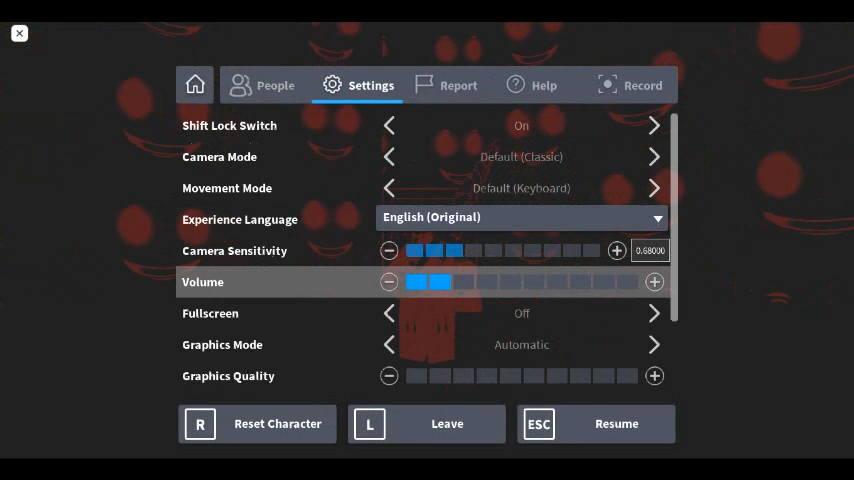 People Settings Report Help Record
Shift Lock Switch On
Camera Mode Default (Classic)
Movement Mode Default (Keyboard)
Experience Language English (Original)
Camera Sensitivity 0.68000
Volume
Fullscreen Off
Graphics Mode Automatic
Graphics Quality
R Reset Character L Leave ESC Resume